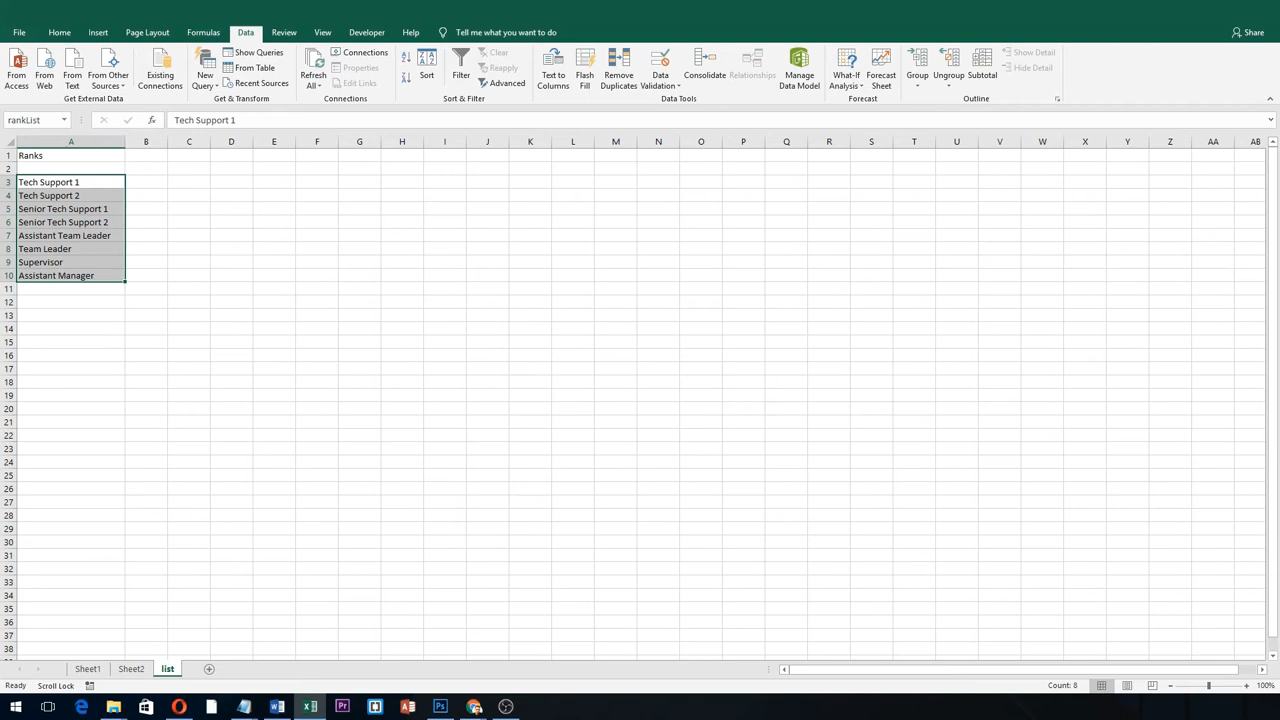 File Home Insert Page Layout Formulas Data Review View Developer Help Tell me what you want to do Share
From Access
From Web
From Text
From Other Sources
Existing Connections
Get External Data
New Query
Show Queries
From Table
Recent Sources
Get & Transform
Refresh All
Connections
Properties
Edit Links
Connections
Sort
Filter
Clear
Reapply
Advanced
Sort & Filter
Text to Columns
Flash Fill
Remove Duplicates
Data Validation
Consolidate
Relationships
Manage Data Model
Data Tools
What-If Analysis
Forecast Sheet
Forecast
Group
Ungroup
Subtotal
Show Detail
Hide Detail
Outline
rankList fx Tech Support 1
A B C D E F G H I J K L M N O P Q R S T U V W X Y Z AA AB
1 Ranks
2
3 Tech Support 1
4 Tech Support 2
5 Senior Tech Support 1
6 Senior Tech Support 2
7 Assistant Team Leader
8 Team Leader
9 Supervisor
10 Assistant Manager
11
12
13
14
15
16
17
18
19
20
21
22
23
24
25
26
27
28
29
30
31
32
33
34
35
36
37
38
Sheet1 Sheet2 list
Ready Scroll Lock Count: 8 100%